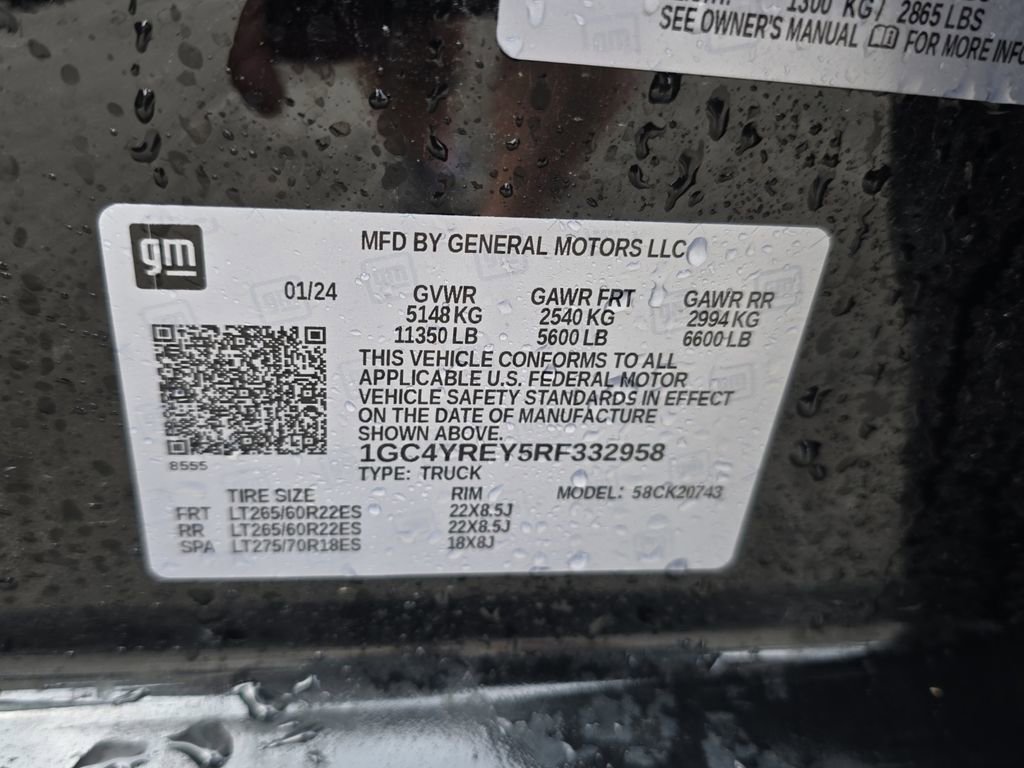 1300 KG / 2865 LBS
SEE OWNER'S MANUAL FOR MORE INFO
gm
MFD BY GENERAL MOTORS LLC
01/24 GVWR GAWR FRT GAWR RR
5148 KG 2540 KG 2994 KG
11350 LB 5600 LB 6600 LB
THIS VEHICLE CONFORMS TO ALL
APPLICABLE U.S. FEDERAL MOTOR
VEHICLE SAFETY STANDARDS IN EFFECT
ON THE DATE OF MANUFACTURE
SHOWN ABOVE.
1GC4YREY5RF332958
8555
TYPE: TRUCK
TIRE SIZE RIM MODEL: 58CK20743
FRT LT265/60R22ES 22X8.5J
RR LT265/60R22ES 22X8.5J
SPA LT275/70R18ES 18X8J